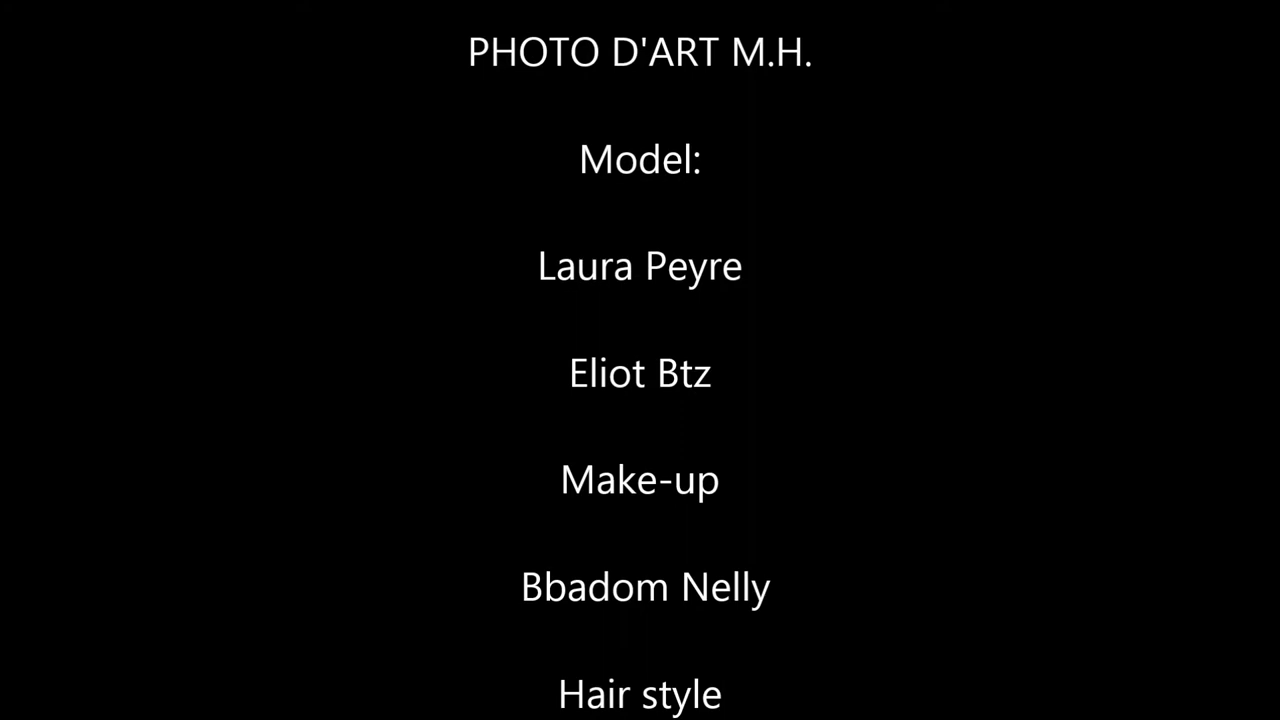 PHOTO D'ART M.H.
Model:
Laura Peyre
Eliot Btz
Make-up
Bbadom Nelly
Hair style